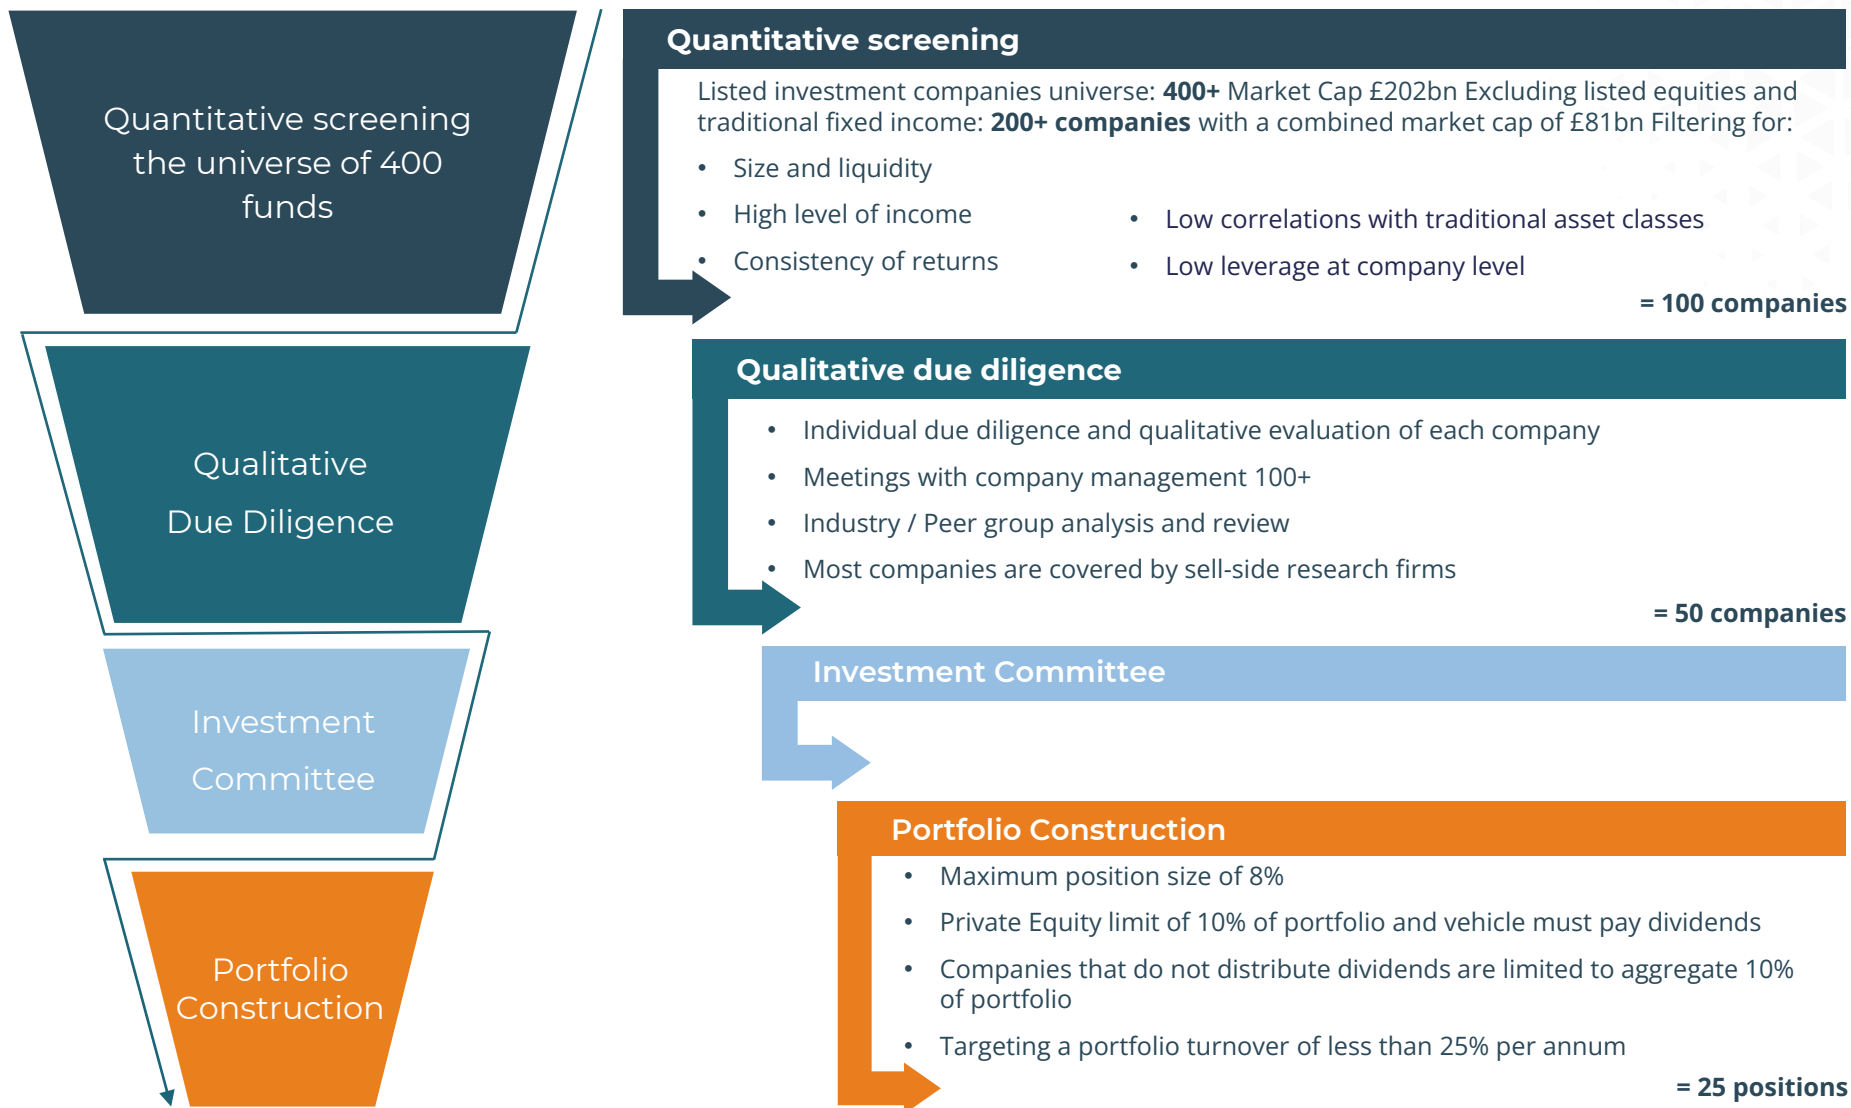 Quantitative screening
the universe of 400
funds
Qualitative
Due Diligence
Investment
Committee
Portfolio
Construction
Quantitative screening
Listed investment companies universe: 400+ Market Cap £202bn Excluding listed equities and
traditional fixed income: 200+ companies with a combined market cap of £81bn Filtering for:
• Size and liquidity
• High level of income
• Consistency of returns
• Low correlations with traditional asset classes
• Low leverage at company level
= 100 companies
Qualitative due diligence
• Individual due diligence and qualitative evaluation of each company
• Meetings with company management 100+
• Industry / Peer group analysis and review
• Most companies are covered by sell-side research firms
= 50 companies
Investment Committee
Portfolio Construction
• Maximum position size of 8%
• Private Equity limit of 10% of portfolio and vehicle must pay dividends
• Companies that do not distribute dividends are limited to aggregate 10%
of portfolio
• Targeting a portfolio turnover of less than 25% per annum
= 25 positions